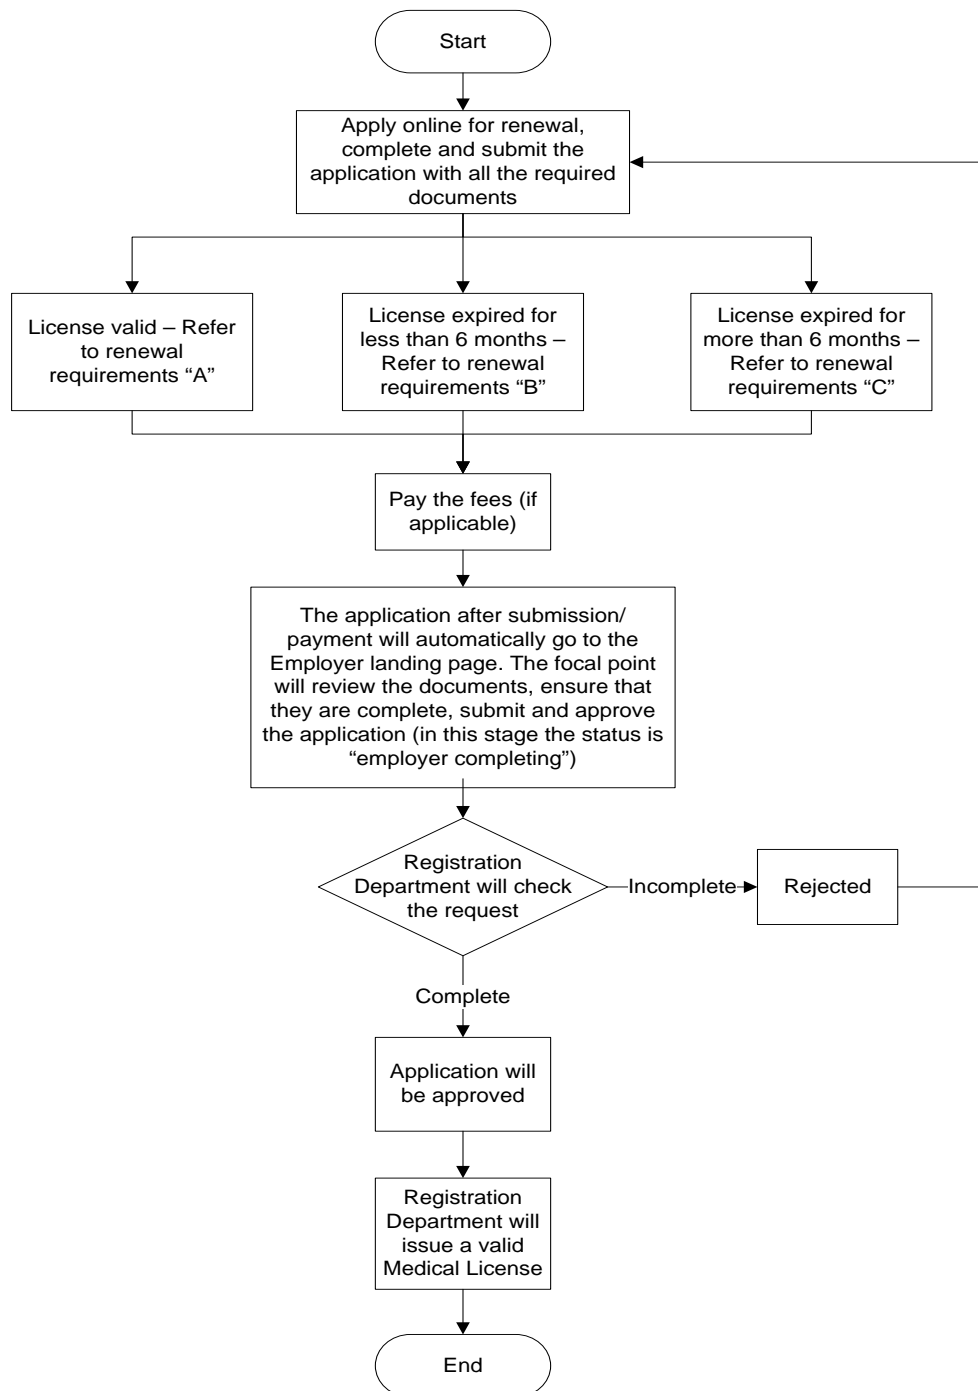 Start
Apply online for renewal,
complete and submit the
application with all the required
documents
License valid – Refer
to renewal
requirements “A”
License expired for
less than 6 months –
Refer to renewal
requirements “B”
License expired for
more than 6 months –
Refer to renewal
requirements “C”
Pay the fees (if
applicable)
The application after submission/
payment will automatically go to the
Employer landing page. The focal point
will review the documents, ensure that
they are complete, submit and approve
the application (in this stage the status is
“employer completing”)
Registration
Department will check
the request
Incomplete
Rejected
Complete
Application will
be approved
Registration
Department will
issue a valid
Medical License
End